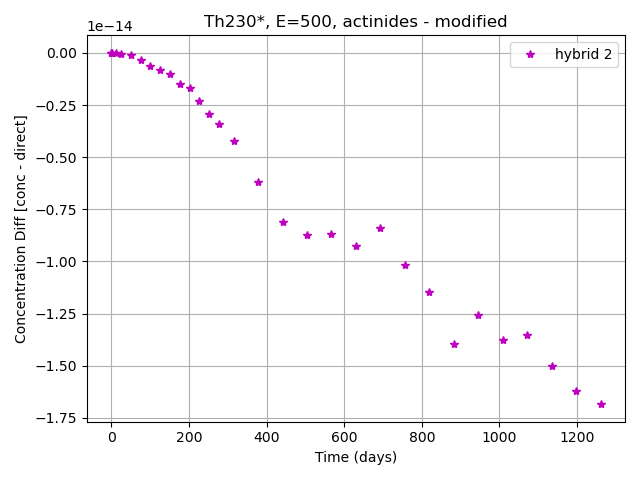 Th230*, E=500, actinides - modified
1e−14
hybrid 2
0.00
−0.25
−0.50
−0.75
−1.00
−1.25
−1.50
−1.75
Concentration Diff [conc - direct]
0 200 400 600 800 1000 1200
Time (days)